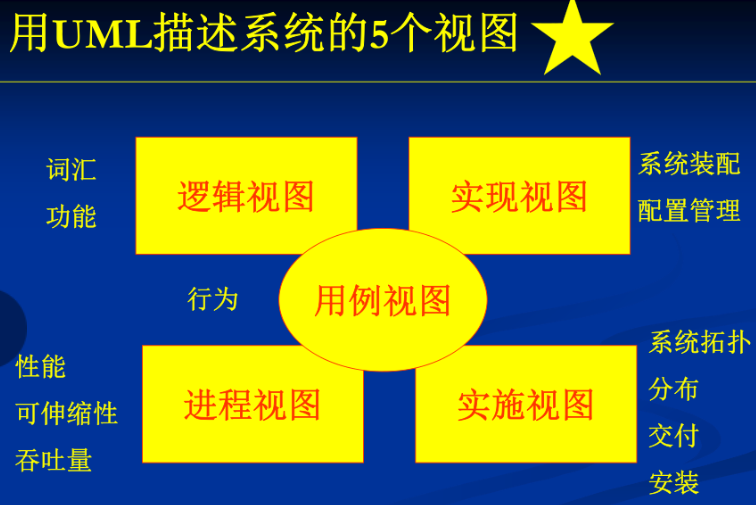 用UML描述系统的5个视图
词汇
功能
逻辑视图
实现视图
系统装配
配置管理
行为
用例视图
性能
可伸缩性
吞吐量
进程视图
实施视图
系统拓扑
分布
交付
安装